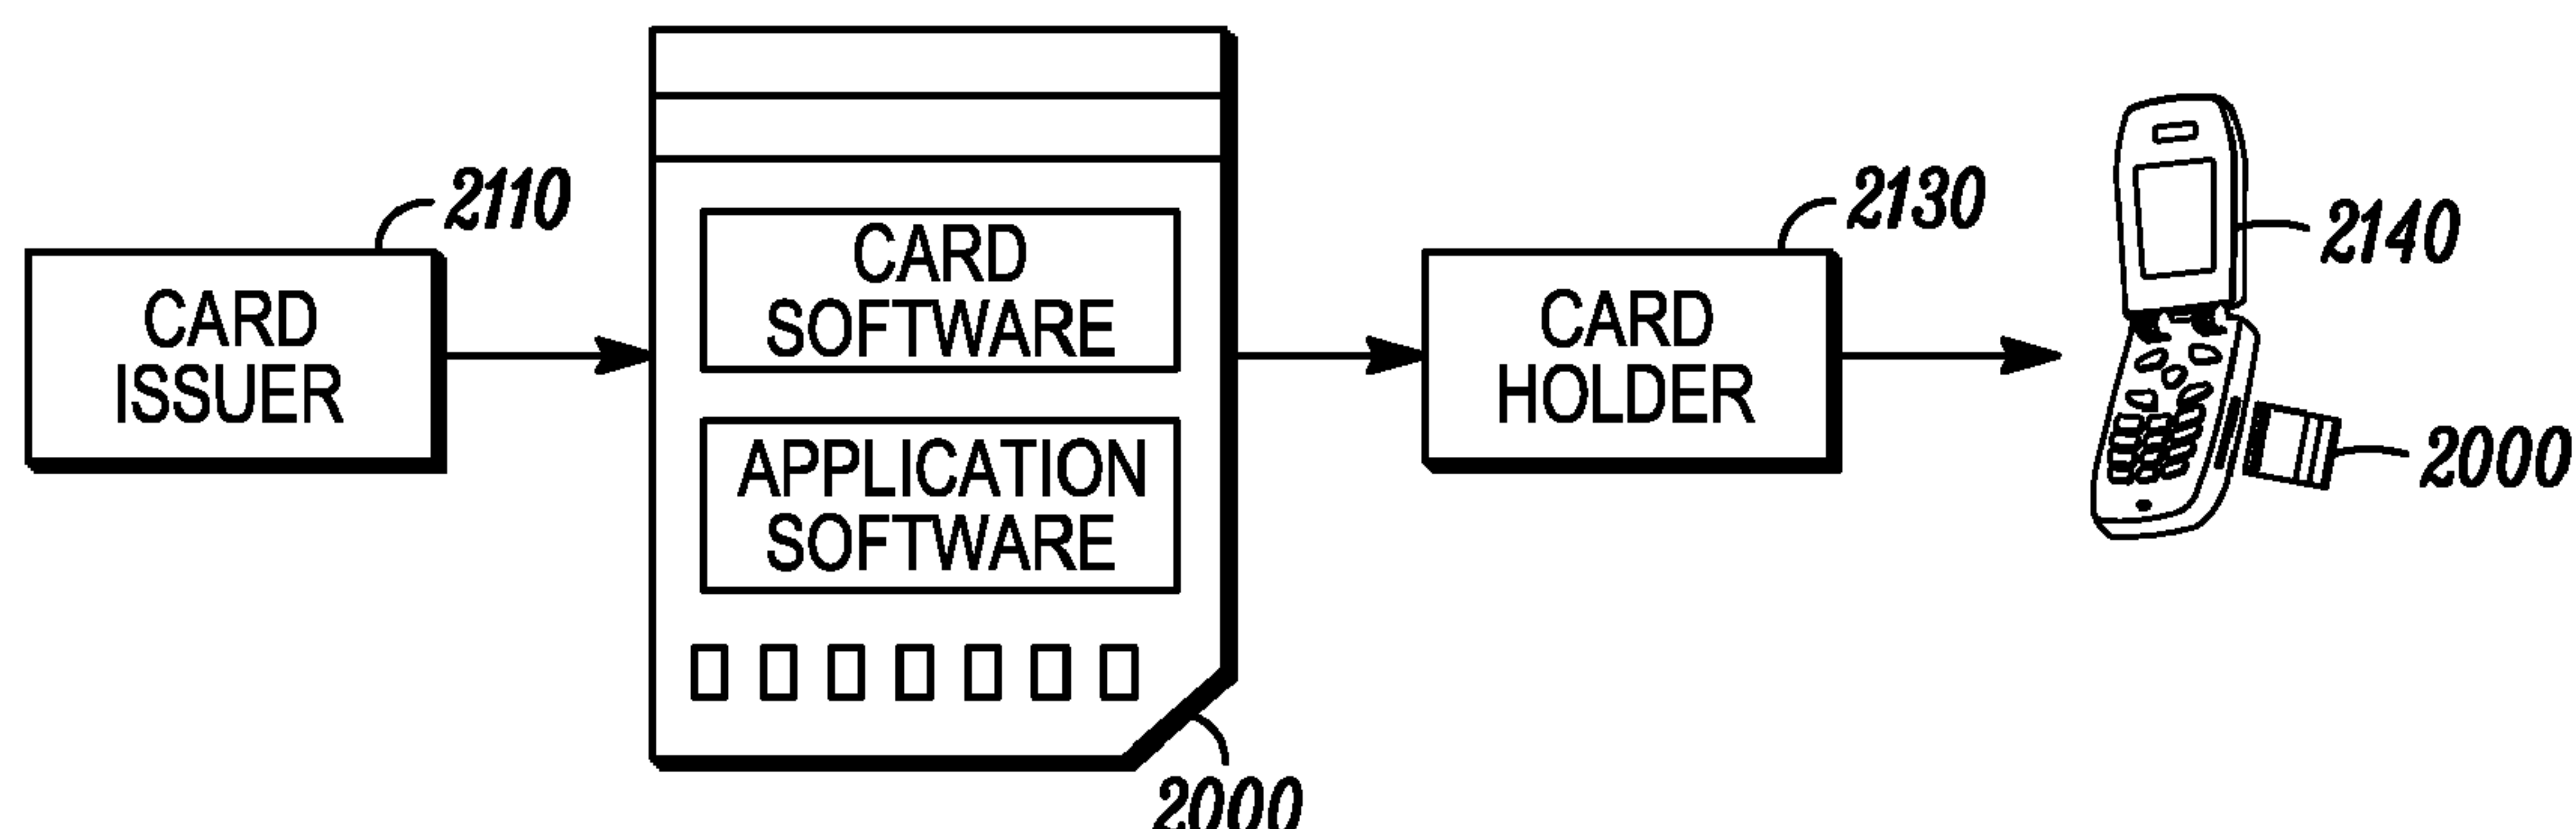 2110
CARD
ISSUER
CARD
SOFTWARE
APPLICATION
SOFTWARE
2000
2130
CARD
HOLDER
2140
2000